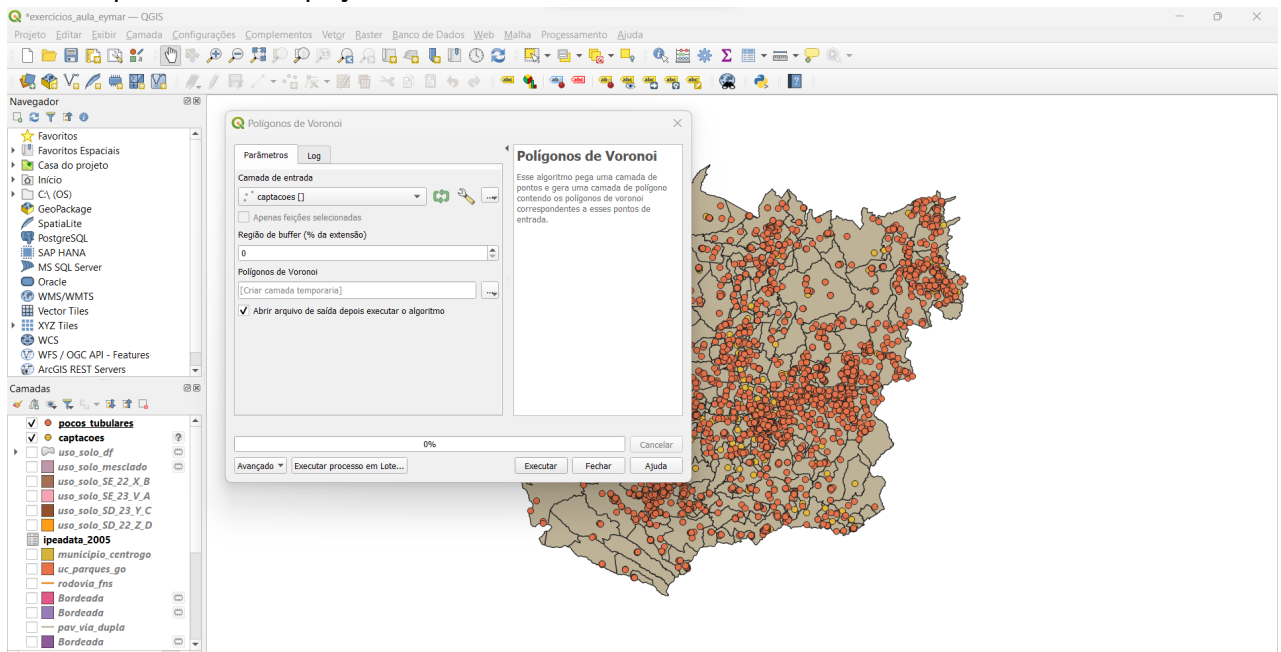 *exercicios_aula_eymar — QGIS
Projeto Editar Exibir Camada Configurações Complementos Vetor Raster Banco de Dados Web Malha Processamento Ajuda
Navegador
Favoritos
Favoritos Espaciais
Casa do projeto
Início
C:\ (OS)
GeoPackage
SpatiaLite
PostgreSQL
SAP HANA
MS SQL Server
Oracle
WMS/WMTS
Vector Tiles
XYZ Tiles
WCS
WFS / OGC API - Features
ArcGIS REST Servers
Camadas
pocos_tubulares
captacoes
uso_solo_df
uso_solo_mesclado
uso_solo_SE_22_X_B
uso_solo_SE_23_V_A
uso_solo_SD_23_Y_C
uso_solo_SD_22_Z_D
ipeadata_2005
municipio_centrogo
uc_parques_go
rodovia_fns
Bordeada
Bordeada
pav_via_dupla
Bordeada
Polígonos de Voronoi
Parâmetros Log
Camada de entrada
captacoes []
Apenas feições selecionadas
Região de buffer (% da extensão)
0
Polígonos de Voronoi
[Criar camada temporaria]
Abrir arquivo de saída depois executar o algoritmo
Polígonos de Voronoi
Esse algoritmo pega uma camada de
pontos e gera uma camada de polígono
contendo os polígonos de voronoi
correspondentes a esses pontos de
entrada.
0%
Cancelar
Avançado Executar processo em Lote... Executar Fechar Ajuda